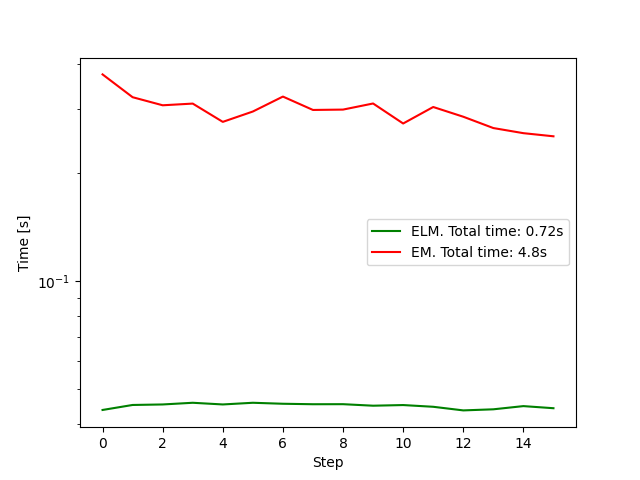 Time [s]
10⁻¹
ELM. Total time: 0.72s
EM. Total time: 4.8s
0 2 4 6 8 10 12 14
Step